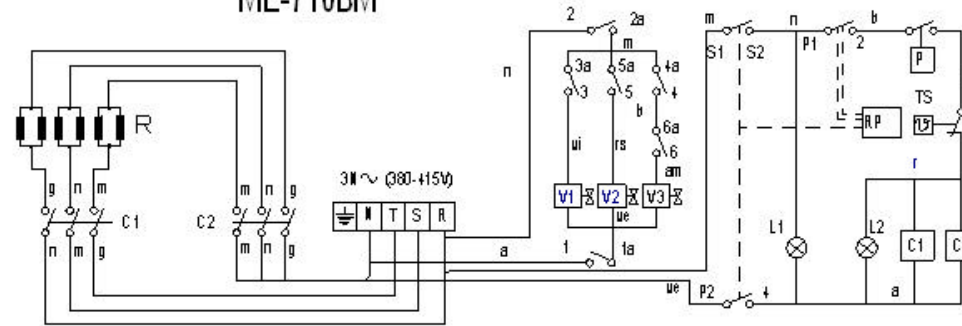 ME-710BM
2 2a m n P1 2 b
m S1 S2
n
3a 5a 4a
3 5 4
b
6a
6
P
TS
RP
R
3N ~ (380-415V)
N T S R
ui rs am
V1 V2 V3
ue
r
g n m
C1
n m g
m n g
C2
m n g
a 1 1a
L1 L2 C1 C
ue P2 4 a